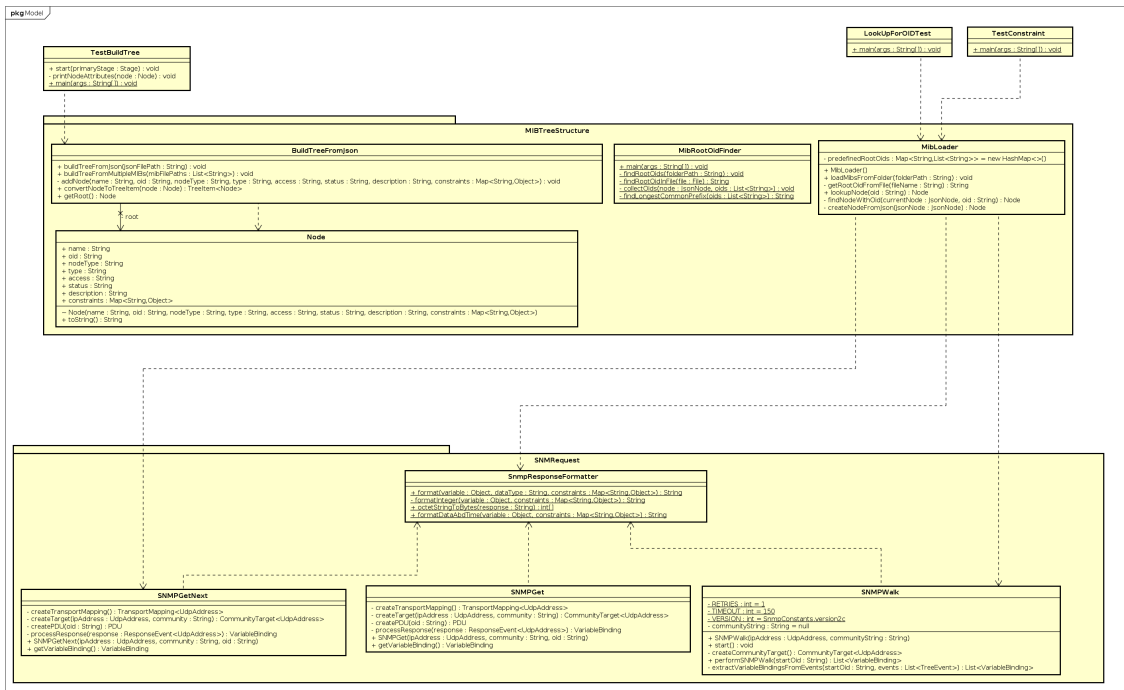 pkg Model
TestBuildTree
+ start(primaryStage : Stage) : void
- printNodeAttributes(node : Node) : void
+ main(args : String[]) : void
LookUpForOIDTest
+ main(args : String[]) : void
TestConstraint
+ main(args : String[]) : void
MIBTreeStructure
BuildTreeFromJson
+ buildTreeFromJson(jsonFilePath : String) : void
+ buildTreeFromMultipleMIBs(mibFilePaths : List<String>) : void
- addNode(name : String, oid : String, nodeType : String, type : String, access : String, status : String, description : String, constraints : Map<String,Object>) : void
+ convertNodeToTreeItem(node : Node) : TreeItem<Node>
+ getRoot() : Node
MibRootOidFinder
+ main(args : String[]) : void
- findRootOids(folderPath : String) : void
- findRootOidInFile(file : File) : String
- collectOids(node : JsonNode, oids : List<String>) : void
- findLongestCommonPrefix(oids : List<String>) : String
MibLoader
- predefinedRootOids : Map<String,List<String>> = new HashMap<>()
+ MibLoader()
+ loadMibsFromFolder(folderPath : String) : void
- getRootOidFromFile(fileName : String) : String
+ lookupNode(oid : String) : Node
- findNodeWithOid(currentNode : JsonNode, oid : String) : Node
- createNodeFromJson(jsonNode : JsonNode) : Node
root
Node
+ name : String
+ oid : String
+ nodeType : String
+ type : String
+ access : String
+ status : String
+ description : String
+ constraints : Map<String,Object>
~ Node(name : String, oid : String, nodeType : String, type : String, access : String, status : String, description : String, constraints : Map<String,Object>)
+ toString() : String
SNMRequest
SnmpResponseFormatter
+ format(variable : Object, dataType : String, constraints : Map<String,Object>) : String
- formatInteger(variable : Object, constraints : Map<String,Object>) : String
+ octetStringToBytes(response : String) : int[]
+ formatDataAbdTime(variable : Object, constraints : Map<String,Object>) : String
SNMPGetNext
- createTransportMapping() : TransportMapping<UdpAddress>
- createTarget(ipAddress : UdpAddress, community : String) : CommunityTarget<UdpAddress>
- createPDU(oid : String) : PDU
- processResponse(response : ResponseEvent<UdpAddress>) : VariableBinding
+ SNMPGetNext(ipAddress : UdpAddress, community : String, oid : String)
+ getVariableBinding() : VariableBinding
SNMPGet
- createTransportMapping() : TransportMapping<UdpAddress>
- createTarget(ipAddress : UdpAddress, community : String) : CommunityTarget<UdpAddress>
- createPDU(oid : String) : PDU
- processResponse(response : ResponseEvent<UdpAddress>) : VariableBinding
+ SNMPGet(ipAddress : UdpAddress, community : String, oid : String)
+ getVariableBinding() : VariableBinding
SNMPWalk
- RETRIES : int = 1
- TIMEOUT : int = 150
- VERSION : int = SnmpConstants.version2c
- communityString : String = null
+ SNMPWalk(ipAddress : UdpAddress, communityString : String)
+ start() : void
- createCommunityTarget() : CommunityTarget<UdpAddress>
+ performSNMPWalk(startOid : String) : List<VariableBinding>
- extractVariableBindingsFromEvents(startOid : String, events : List<TreeEvent>) : List<VariableBinding>